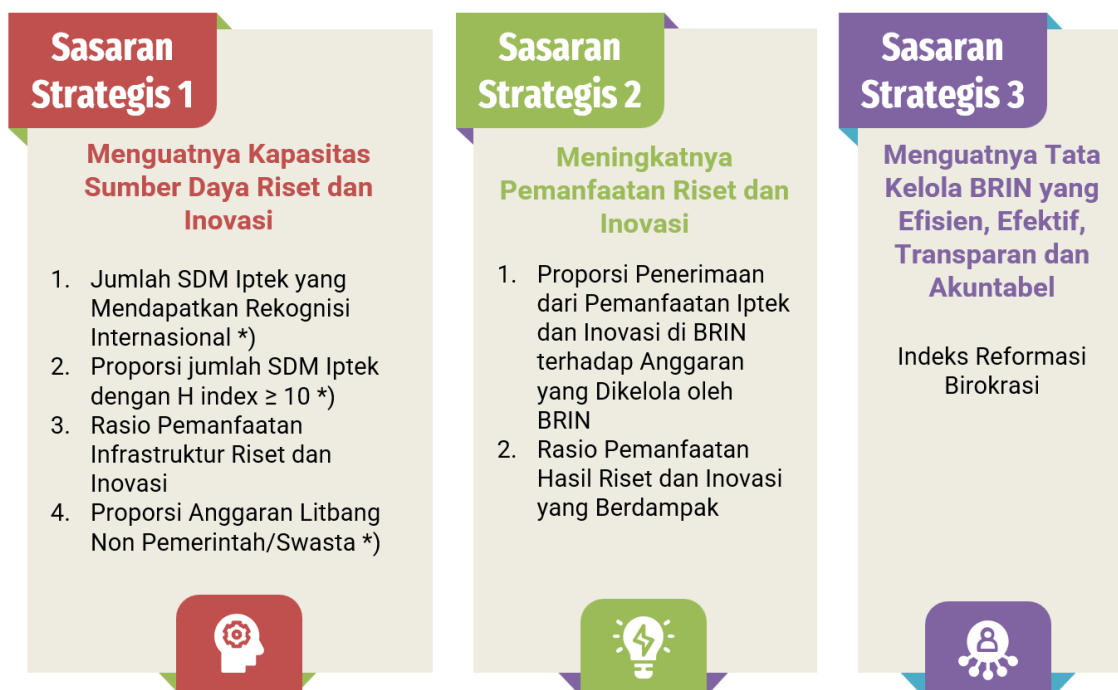 Sasaran
Strategis 1
Menguatnya Kapasitas
Sumber Daya Riset dan
Inovasi
1. Jumlah SDM Iptek yang
Mendapatkan Rekognisi
Internasional *)
2. Proporsi jumlah SDM Iptek
dengan H index ≥ 10 *)
3. Rasio Pemanfaatan
Infrastruktur Riset dan
Inovasi
4. Proporsi Anggaran Litbang
Non Pemerintah/Swasta *)
Sasaran
Strategis 2
Meningkatnya
Pemanfaatan Riset dan
Inovasi
1. Proporsi Penerimaan
dari Pemanfaatan Iptek
dan Inovasi di BRIN
terhadap Anggaran
yang Dikelola oleh
BRIN
2. Rasio Pemanfaatan
Hasil Riset dan Inovasi
yang Berdampak
Sasaran
Strategis 3
Menguatnya Tata
Kelola BRIN yang
Efisien, Efektif,
Transparan dan
Akuntabel
Indeks Reformasi
Birokrasi